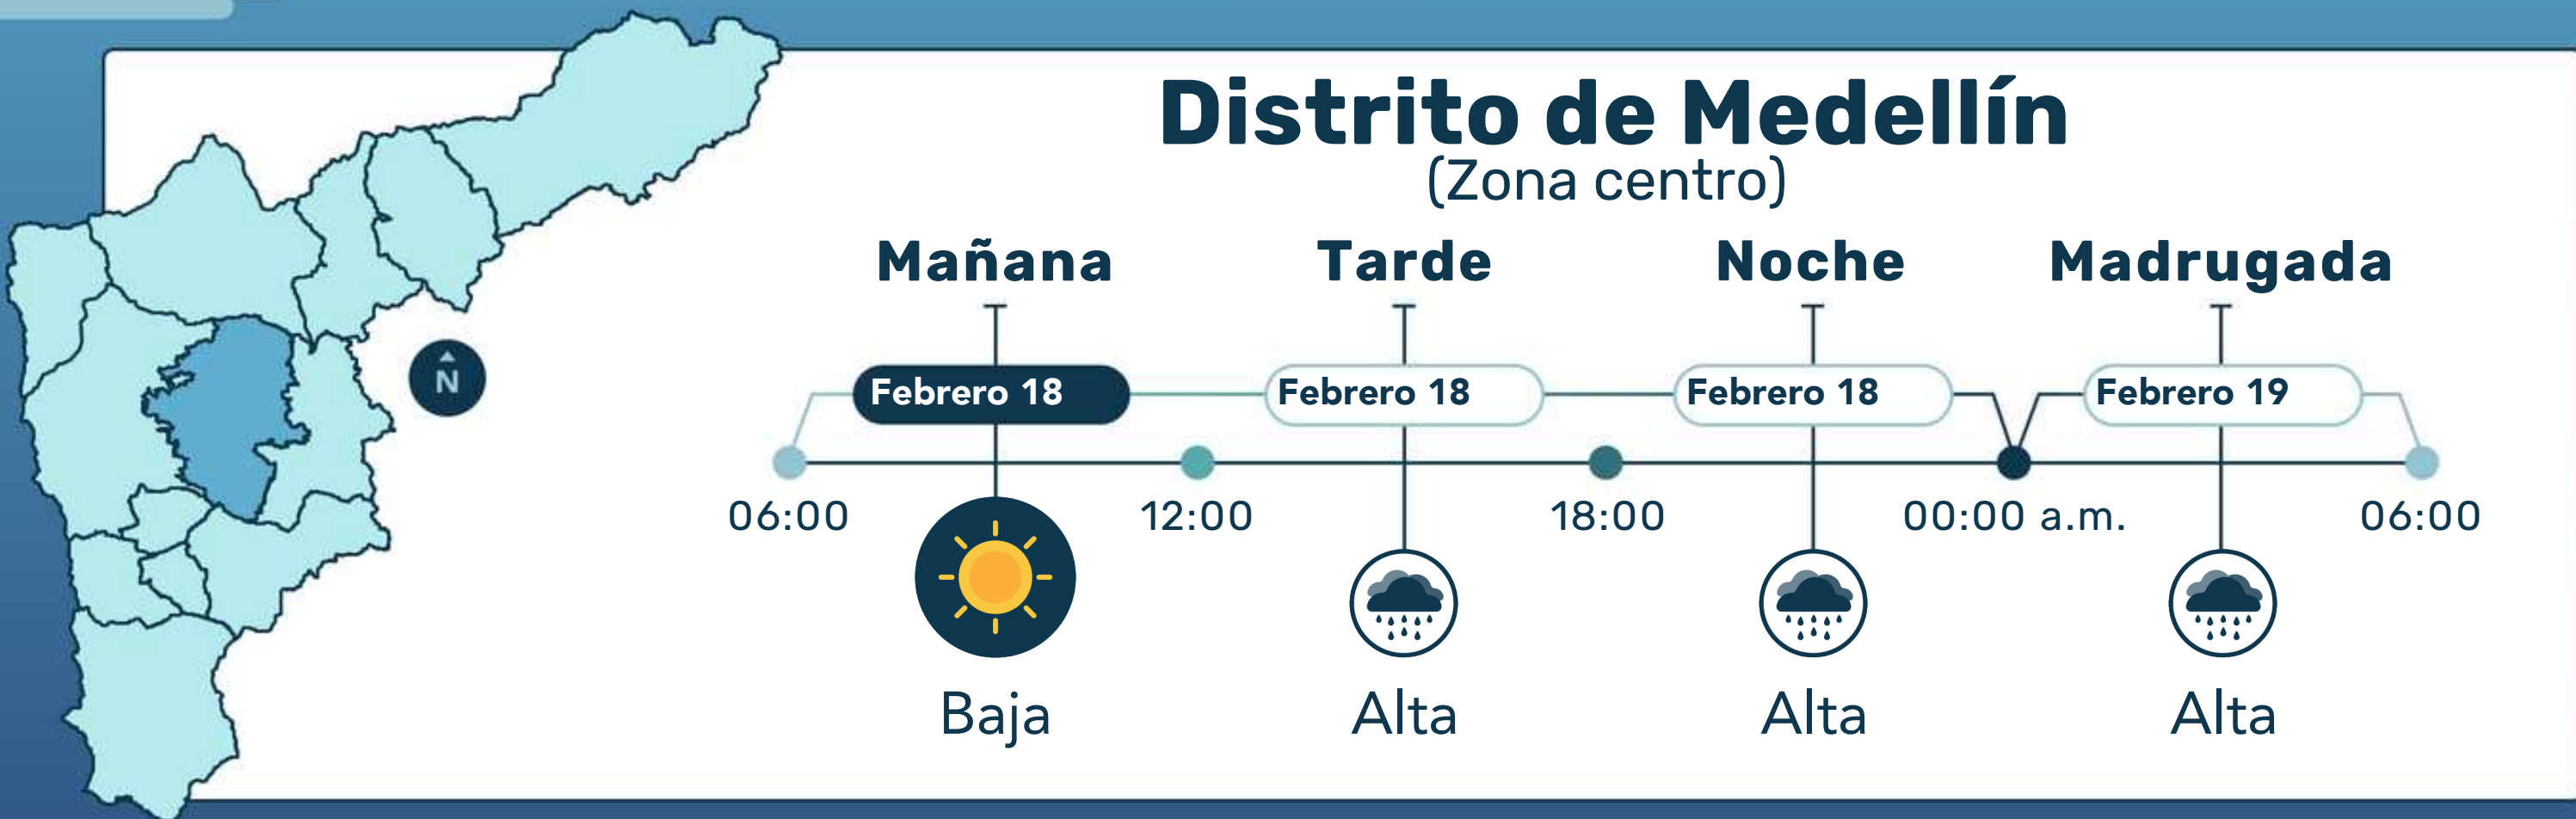 Distrito de Medellín
(Zona centro)
Mañana Tarde Noche Madrugada
Febrero 18 Febrero 18 Febrero 18 Febrero 19
N
06:00 12:00 18:00 00:00 a.m. 06:00
Baja Alta Alta Alta